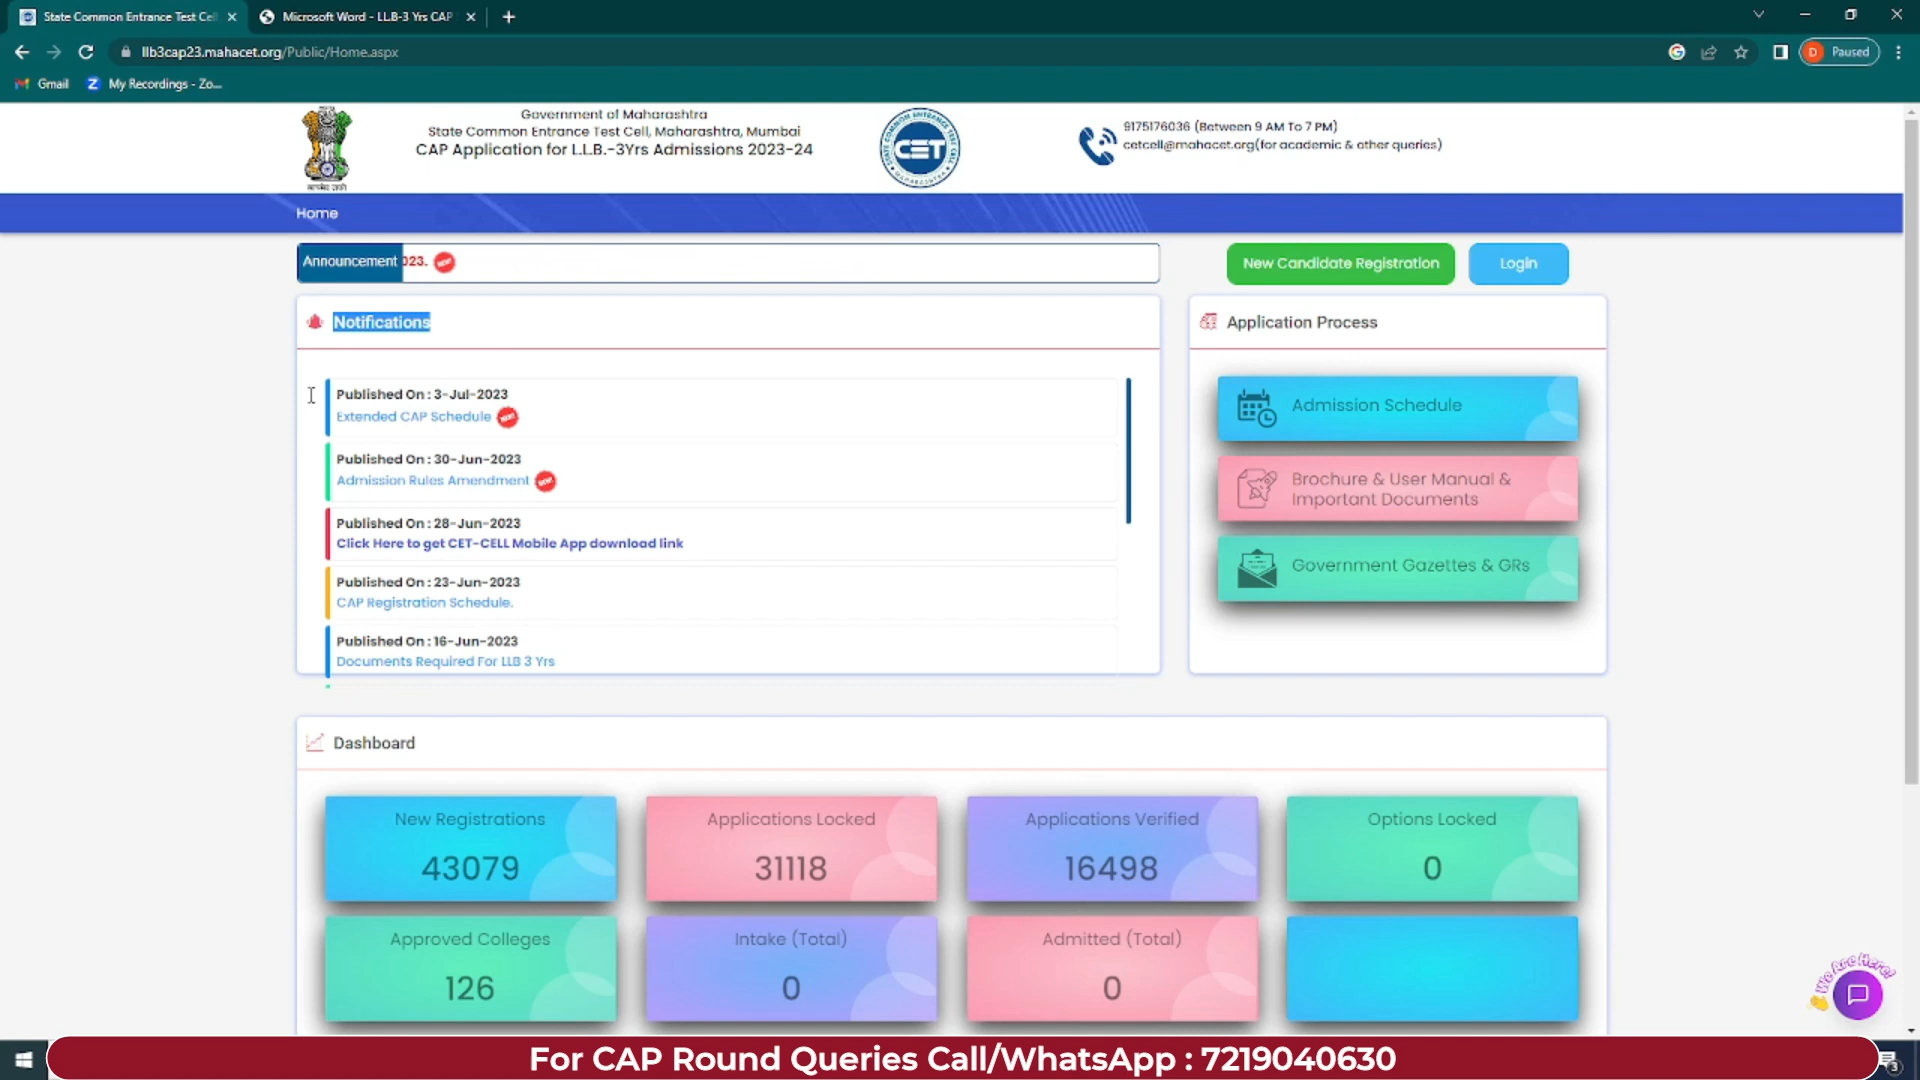 State Common Entrance Test Cel
Microsoft Word - LL.B-3 Yrs CAP
llb3cap23.mahacet.org/Public/Home.aspx
D Paused
Gmail
My Recordings - Zo...
Government of Maharashtra
State Common Entrance Test Cell, Maharashtra, Mumbai
CAP Application for L.L.B.-3Yrs Admissions 2023-24
CET
9175176036 (Between 9 AM To 7 PM)
cetcell@mahacet.org(for academic & other queries)
Home
Announcement 023.
New Candidate Registration
Login
Notifications
Published On : 3-Jul-2023
Extended CAP Schedule
Published On : 30-Jun-2023
Admission Rules Amendment
Published On : 28-Jun-2023
Click Here to get CET-CELL Mobile App download link
Published On : 23-Jun-2023
CAP Registration Schedule.
Published On : 16-Jun-2023
Documents Required For LLB 3 Yrs
Application Process
Admission Schedule
Brochure & User Manual &
Important Documents
Government Gazettes & GRs
Dashboard
New Registrations
43079
Applications Locked
31118
Applications Verified
16498
Options Locked
0
Approved Colleges
126
Intake (Total)
0
Admitted (Total)
0
We Are Here!
For CAP Round Queries Call/WhatsApp : 7219040630
3